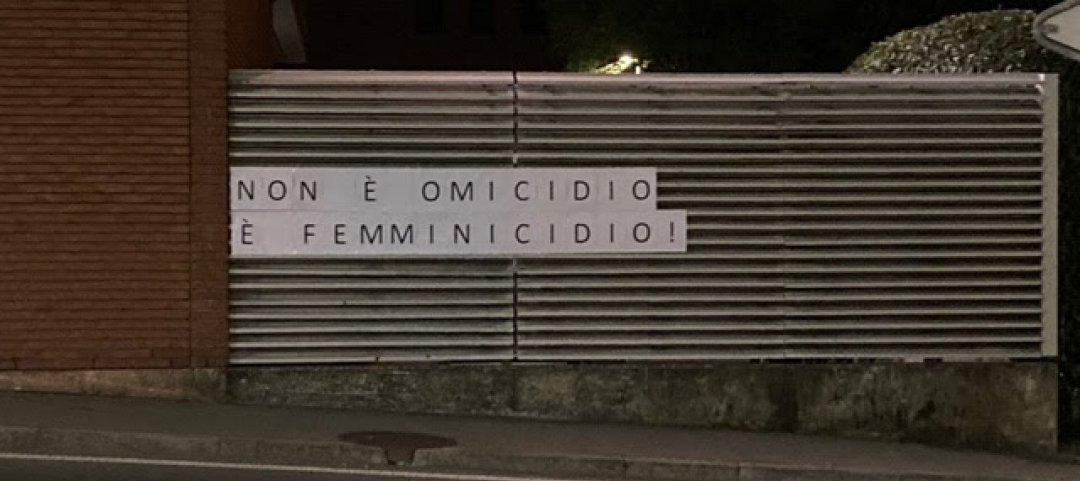 NON È OMICIDIO
È FEMMINICIDIO!